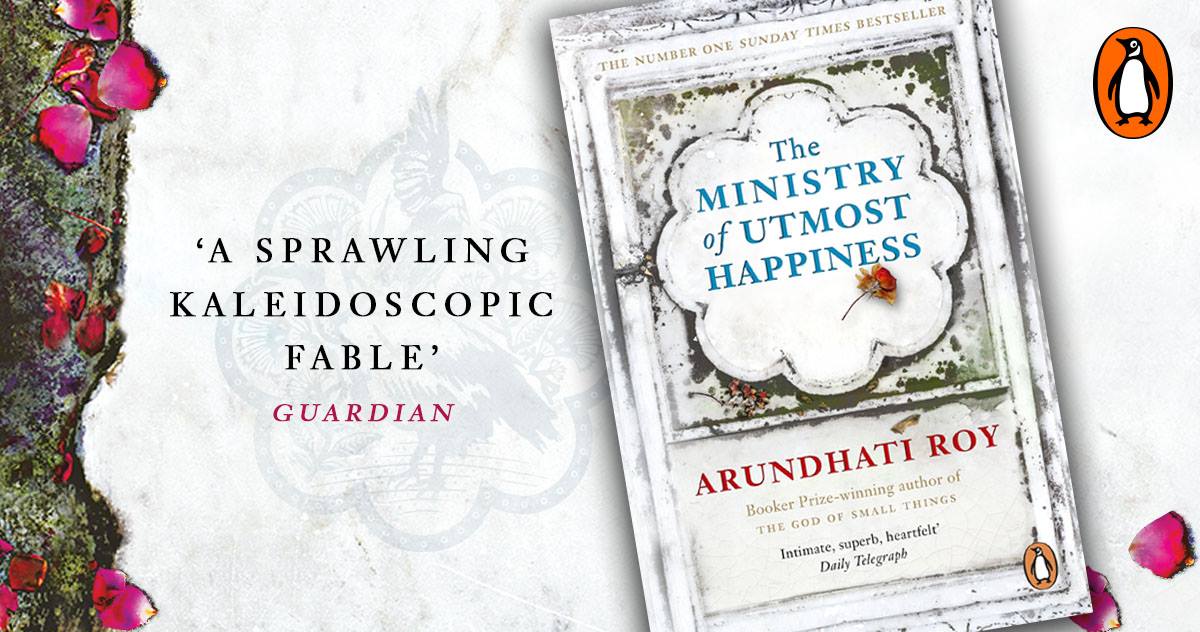 ‘A SPRAWLING
KALEIDOSCOPIC
FABLE’
GUARDIAN
THE NUMBER ONE SUNDAY TIMES BESTSELLER
The
MINISTRY
of UTMOST
HAPPINESS
ARUNDHATI ROY
Booker Prize-winning author of
THE GOD OF SMALL THINGS
Intimate, superb, heartfelt’
Daily Telegraph